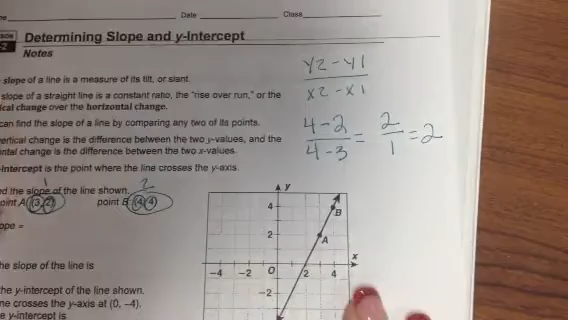 Date Class
Determining Slope and y-Intercept
Notes
slope of a line is a measure of its tilt, or slant.
slope of a straight line is a constant ratio, the "rise over run," or the
change over the horizontal change.
can find the slope of a line by comparing any two of its points.
vertical change is the difference between the two y-values, and the
change is the difference between the two x-values.
intercept is the point where the line crosses the y-axis.
the slope of the line shown.
1 2
point A(3, 2) point B(4, 4)
slope =
the slope of the line is
the y-intercept of the line shown.
crosses the y-axis at (0, –4).
y-intercept is
y2 - y1
x2 - x1
4-2 = 2 = 2
4-3 1
y
4
B
2
A
x
–4 –2 O 2 4
–2